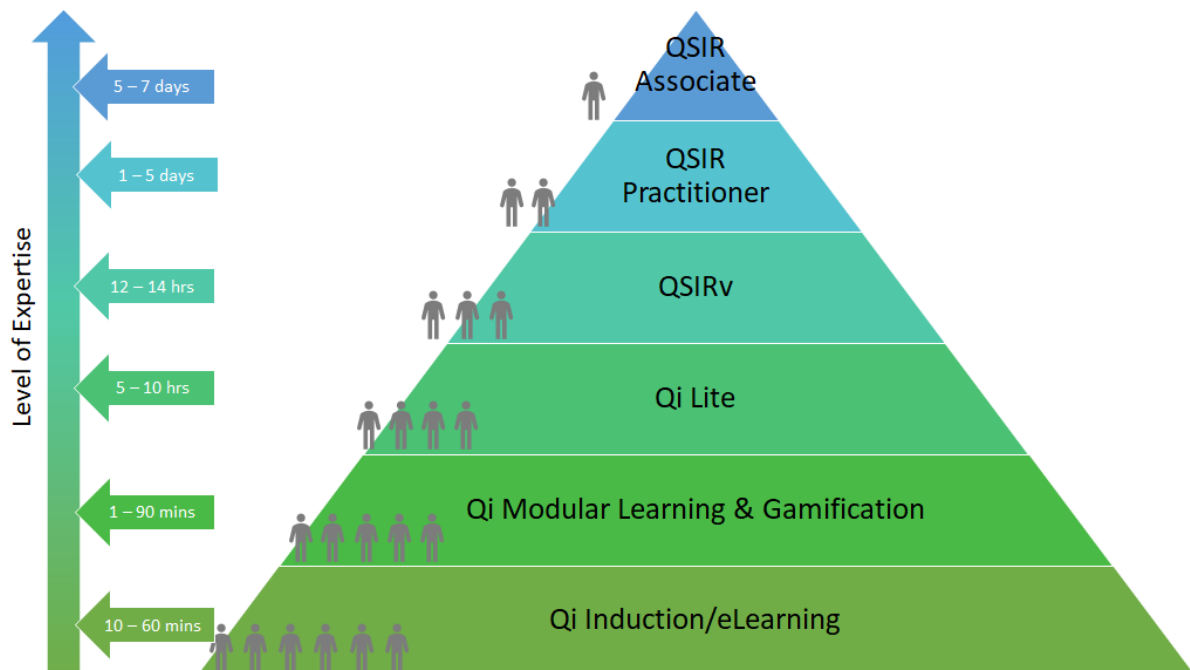 QSIR
Associate
5 – 7 days
QSIR
Practitioner
1 – 5 days
QSIRv
12 – 14 hrs
Level of Expertise
Qi Lite
5 – 10 hrs
Qi Modular Learning & Gamification
1 – 90 mins
Qi Induction/eLearning
10 – 60 mins